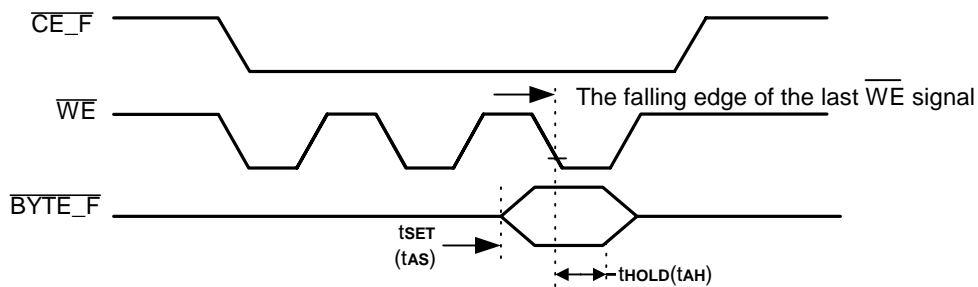 CE_F
The falling edge of the last WE signal
WE
BYTE_F
tSET
(tAS)
tHOLD(tAH)